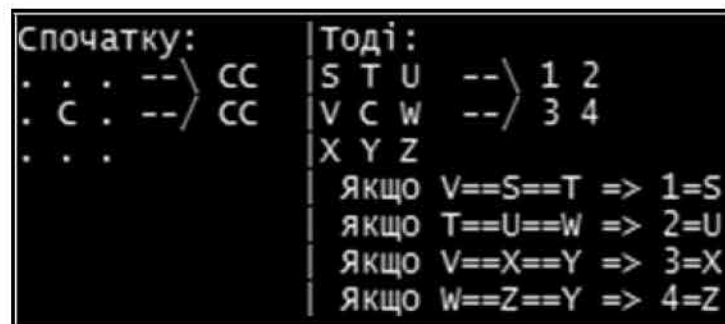 Спочатку:       |Тоді:
. . . --\ CC    |S T U  --\ 1 2
. C . --/ CC    |V C W  --/ 3 4
. . .           |X Y Z
                | Якщо V==S==T => 1=S
                | Якщо T==U==W => 2=U
                | Якщо V==X==Y => 3=X
                | Якщо W==Z==Y => 4=Z